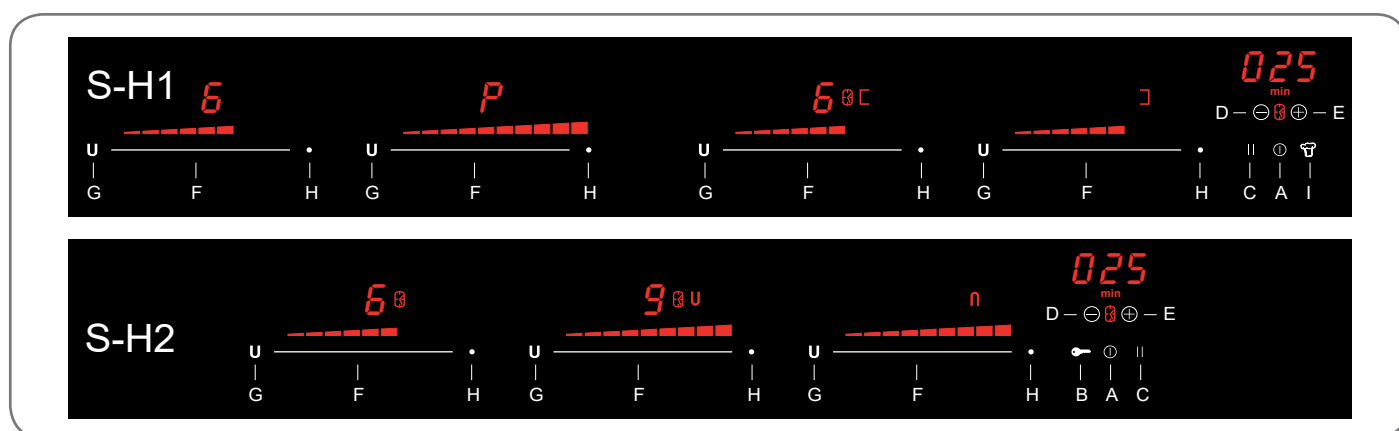 S-H1 6 P 6 025
min
D E
U U U U
G F H G F H G F H G F H C A I
S-H2 6 9 U 025
min
D E
U U U
G F H G F H G F H B A C